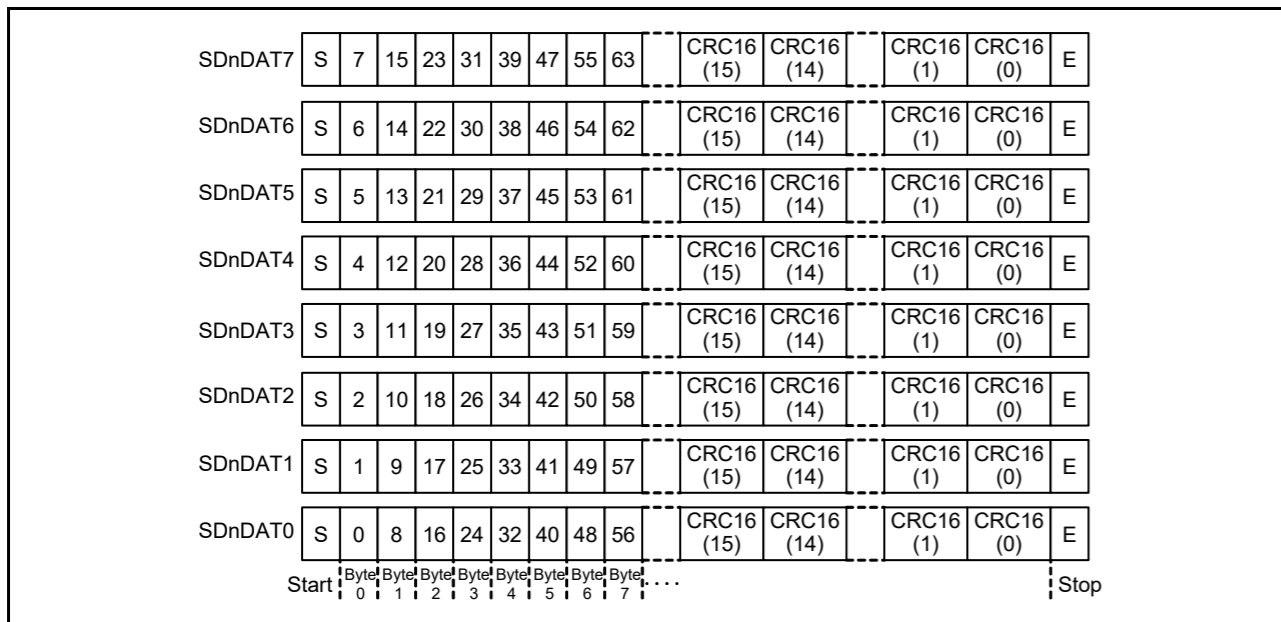 SDnDAT7 S 7 15 23 31 39 47 55 63 CRC16 (15) CRC16 (14) CRC16 (1) CRC16 (0) E
SDnDAT6 S 6 14 22 30 38 46 54 62 CRC16 (15) CRC16 (14) CRC16 (1) CRC16 (0) E
SDnDAT5 S 5 13 21 29 37 45 53 61 CRC16 (15) CRC16 (14) CRC16 (1) CRC16 (0) E
SDnDAT4 S 4 12 20 28 36 44 52 60 CRC16 (15) CRC16 (14) CRC16 (1) CRC16 (0) E
SDnDAT3 S 3 11 19 27 35 43 51 59 CRC16 (15) CRC16 (14) CRC16 (1) CRC16 (0) E
SDnDAT2 S 2 10 18 26 34 42 50 58 CRC16 (15) CRC16 (14) CRC16 (1) CRC16 (0) E
SDnDAT1 S 1 9 17 25 33 41 49 57 CRC16 (15) CRC16 (14) CRC16 (1) CRC16 (0) E
SDnDAT0 S 0 8 16 24 32 40 48 56 CRC16 (15) CRC16 (14) CRC16 (1) CRC16 (0) E
Start Byte 0 Byte 1 Byte 2 Byte 3 Byte 4 Byte 5 Byte 6 Byte 7 . . . . Stop